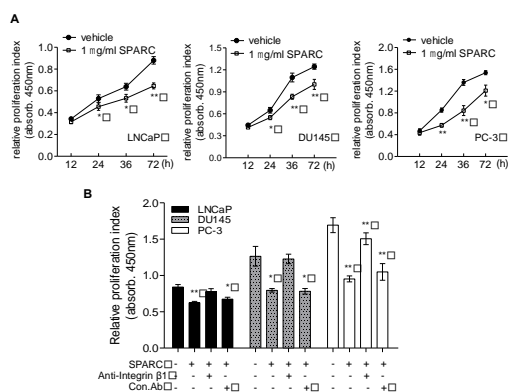 A
vehicle
1 mg/ml SPARC
relative proliferation index
(absorb. 450nm)
1.0
0.8
0.6
0.4
0.2
0.0
*□
*□
**□
LNCaP□
12 24 36 72 (h)
vehicle
1 mg/ml SPARC
relative proliferation index
(absorb. 450nm)
1.5
1.2
0.9
0.6
0.3
0.0
*□
**□
**□
DU145□
12 24 36 72 (h)
vehicle
1 mg/ml SPARC
relative proliferation index
(absorb. 450nm)
2.0
1.6
1.2
0.8
0.4
0.0
**
**□
*□
PC-3□
12 24 36 72 (h)
B
LNCaP
DU145
PC-3
Relative proliferation index
(absorb. 450nm)
2.0
1.5
1.0
0.5
0.0
**□ *□ *□ *□ **□ **□ **□
SPARC□ - + + + - + + + - + + +
Anti-Integrin β1□ - - + - - - + - - - + -
Con.Ab□ - - - +□ - - - +□ - - - +□